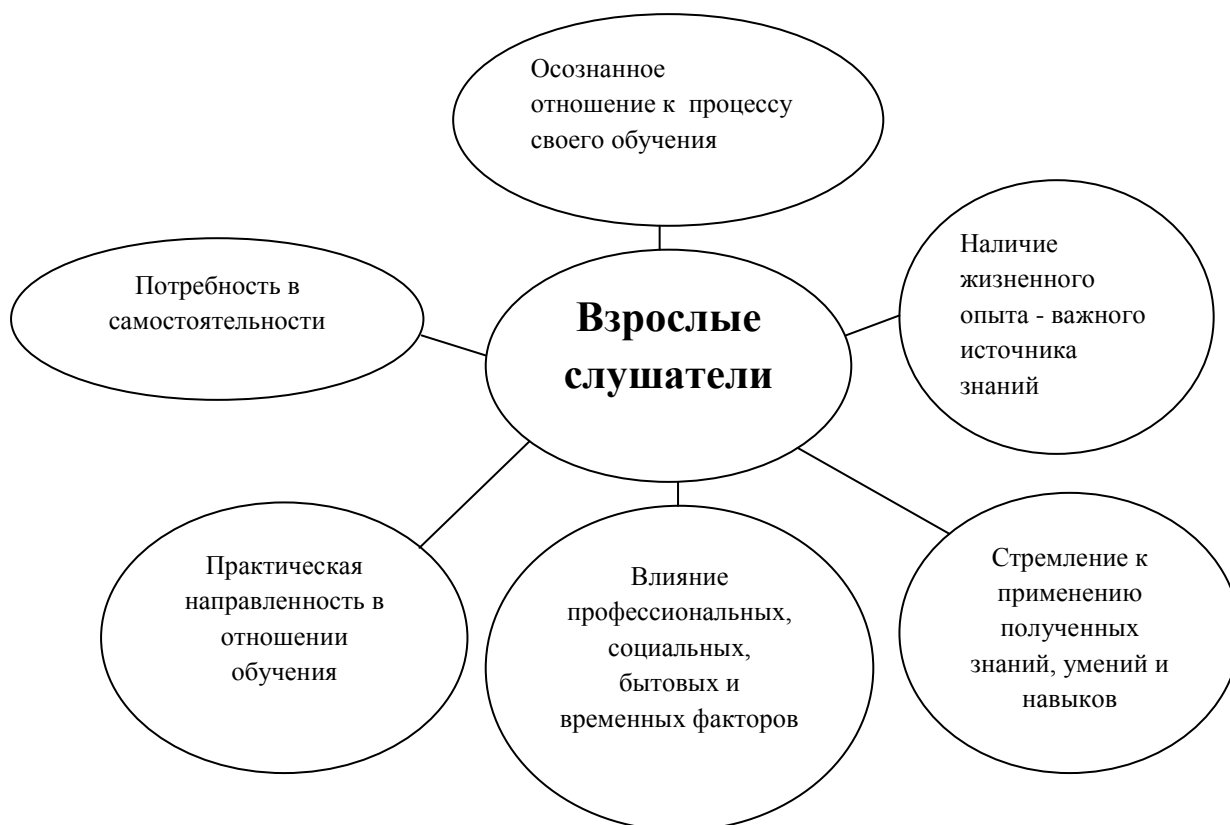 Осознанное
отношение к процессу
своего обучения
Потребность в
самостоятельности
Взрослые
слушатели
Наличие
жизненного
опыта - важного
источника
знаний
Практическая
направленность в
отношении
обучения
Влияние
профессиональных,
социальных,
бытовых и
временных факторов
Стремление к
применению
полученных
знаний, умений и
навыков